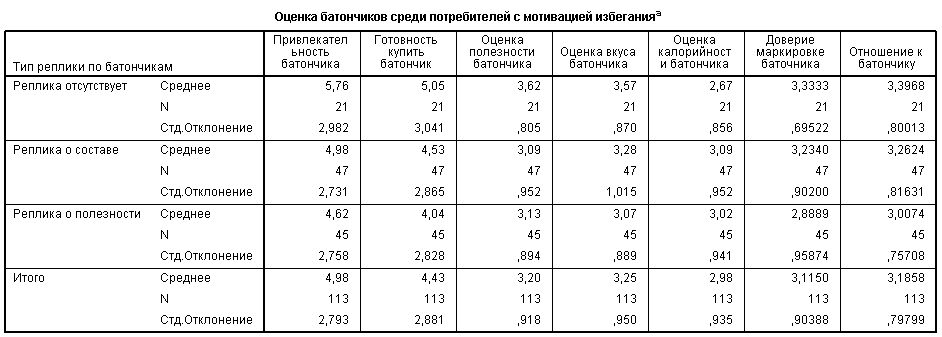 Оценка батончиков среди потребителей с мотивацией избегания^a
Тип реплики по батончикам | Привлекательность батончика | Готовность купить батончик | Оценка полезности батончика | Оценка вкуса батончика | Оценка калорийности батончика | Доверие маркировке батончика | Отношение к батончику
Реплика отсутствует Среднее 5,76 5,05 3,62 3,57 2,67 3,3333 3,3968
N 21 21 21 21 21 21 21
Стд.Отклонение 2,982 3,041 ,805 ,870 ,856 ,69522 ,80013
Реплика о составе Среднее 4,98 4,53 3,09 3,28 3,09 3,2340 3,2624
N 47 47 47 47 47 47 47
Стд.Отклонение 2,731 2,865 ,952 1,015 ,952 ,90200 ,81631
Реплика о полезности Среднее 4,62 4,04 3,13 3,07 3,02 2,8889 3,0074
N 45 45 45 45 45 45 45
Стд.Отклонение 2,758 2,828 ,894 ,889 ,941 ,95874 ,75708
Итого Среднее 4,98 4,43 3,20 3,25 2,98 3,1150 3,1858
N 113 113 113 113 113 113 113
Стд.Отклонение 2,793 2,881 ,918 ,950 ,935 ,90388 ,79799